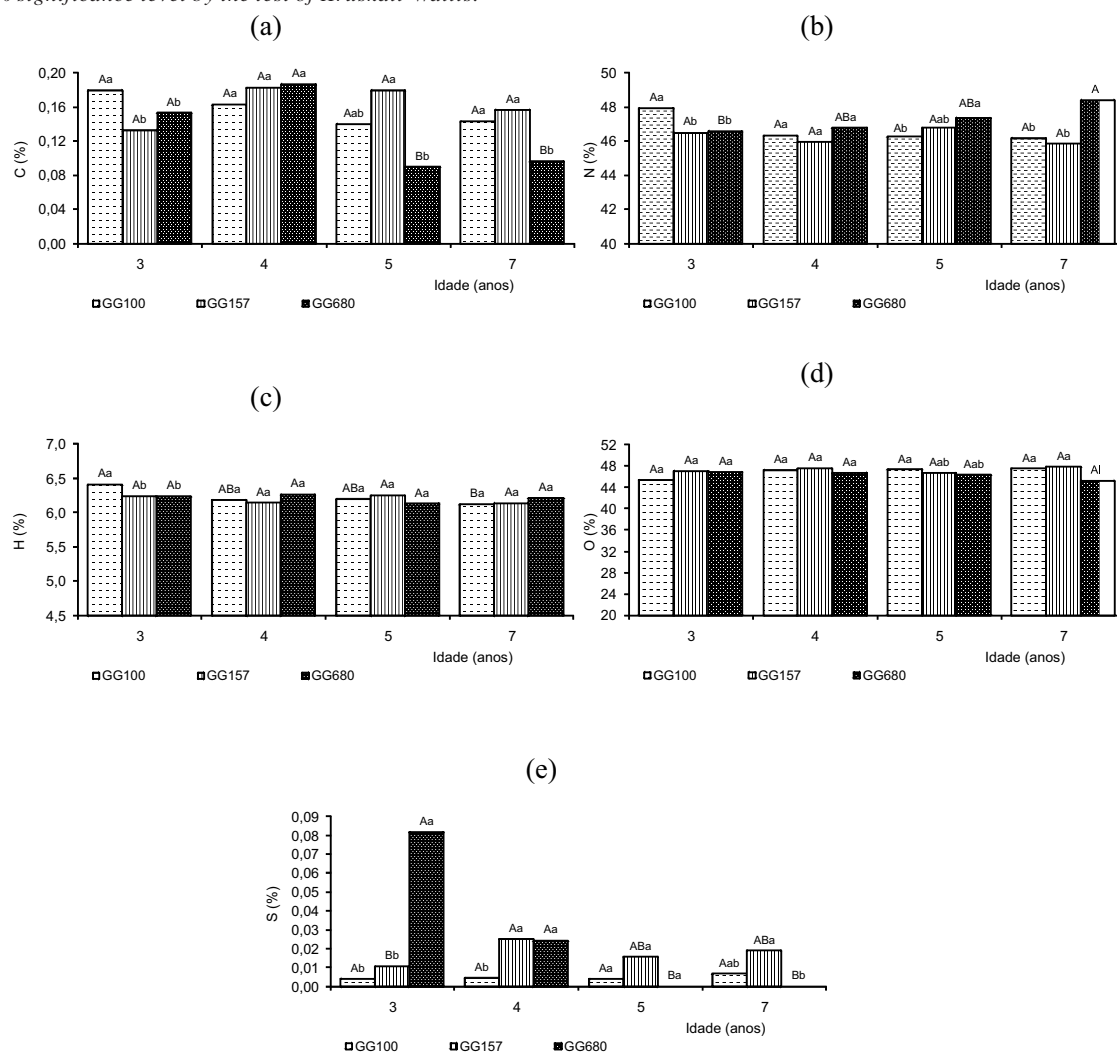 significance level by the test of Kruskall-Wallis.
(a)
0,20
0,16
0,12
0,08
0,04
0,00
C (%)
Aa Ab Ab Aa Aa Aa Aab Aa Bb Aa Aa Bb
3 4 5 7
Idade (anos)
GG100 GG157 GG680
(b)
50
48
46
44
42
40
N (%)
Aa Ab Bb Aa Aa ABa Ab Aab ABa Ab Ab A
3 4 5 7
Idade (anos)
GG100 GG157 GG680
(c)
7,0
6,5
6,0
5,5
5,0
4,5
H (%)
Aa Ab Ab ABa Aa Aa ABa Aa Aa Ba Aa Aa
3 4 5 7
Idade (anos)
GG100 GG157 GG680
(d)
52
48
44
40
36
32
28
24
20
O (%)
Aa Aa Aa Aa Aa Aa Aa Aab Aab Aa Aa
3 4 5 7
Idade (anos)
GG100 GG157 GG680
(e)
0,09
0,08
0,07
0,06
0,05
0,04
0,03
0,02
0,01
0,00
S (%)
Ab Bb Aa Ab Aa Aa Aa ABa Ba Aab ABa Bb
3 4 5 7
Idade (anos)
GG100 GG157 GG680